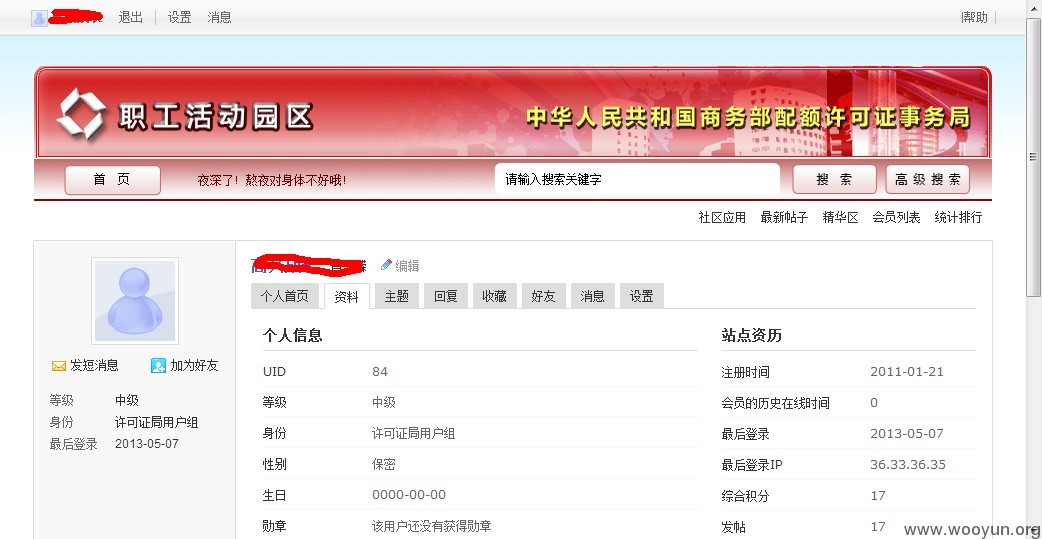 退出 设置 消息 帮助
职工活动园区 中华人民共和国商务部配额许可证事务局
首 页 夜深了！熬夜对身体不好哦! 请输入搜索关键字 搜 索 高 级 搜 索
社区应用 最新帖子 精华区 会员列表 统计排行
编辑
个人首页 资料 主题 回复 收藏 好友 消息 设置
个人信息 站点资历
发短消息 加为好友
UID 84 注册时间 2011-01-21
等级 中级 等级 中级 会员的历史在线时间 0
身份 许可证局用户组 身份 许可证局用户组 最后登录 2013-05-07
最后登录 2013-05-07 性别 保密 最后登录IP 36.33.36.35
生日 0000-00-00 综合积分 17
勋章 该用户还没有获得勋章 发帖 17
www.wooyun.org